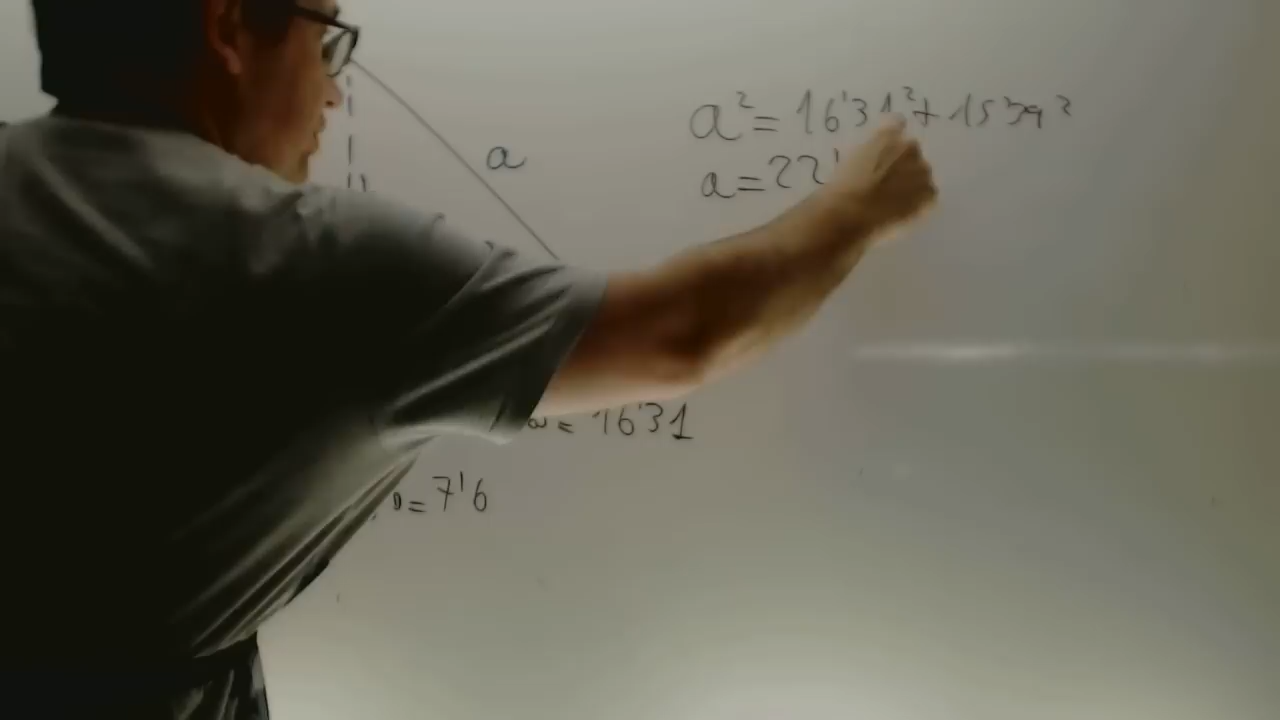 a² = 16'31² + 15'39²
a = 22'
a
= 16'31
= 7'6